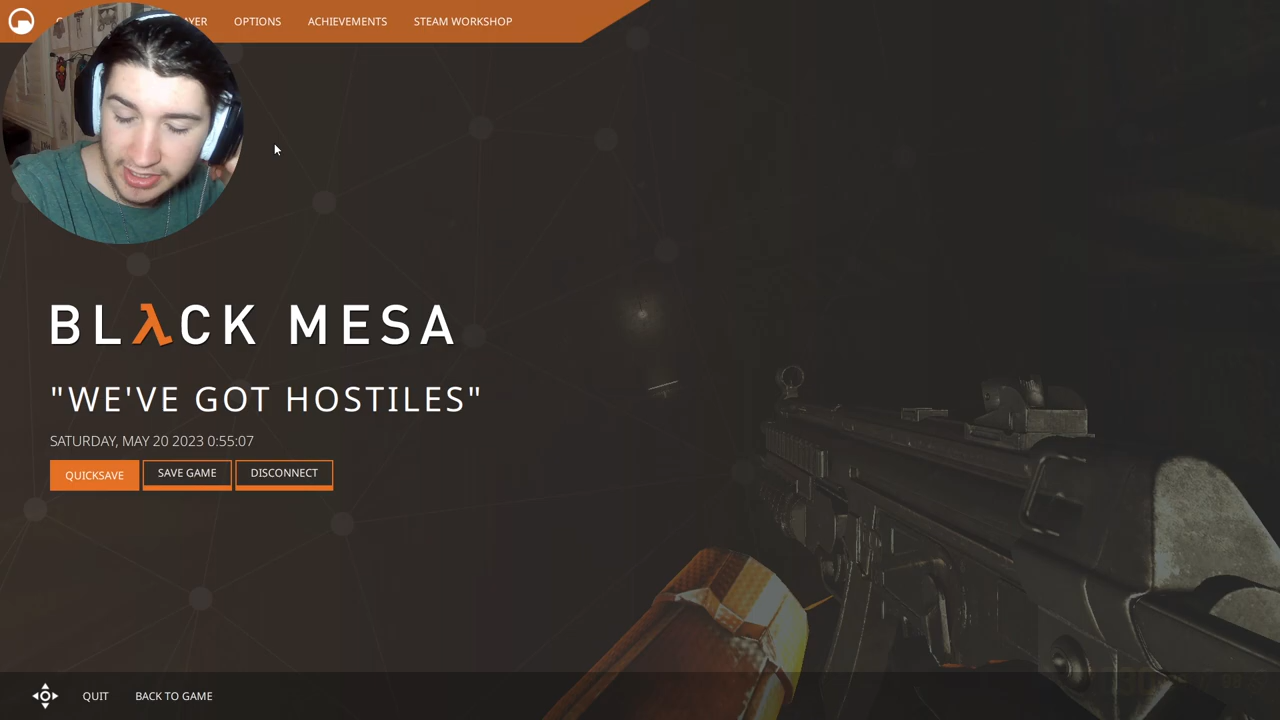 OPTIONS ACHIEVEMENTS STEAM WORKSHOP
BLλCK MESA
"WE'VE GOT HOSTILES"
SATURDAY, MAY 20 2023 0:55:07
QUICKSAVE SAVE GAME DISCONNECT
QUIT BACK TO GAME